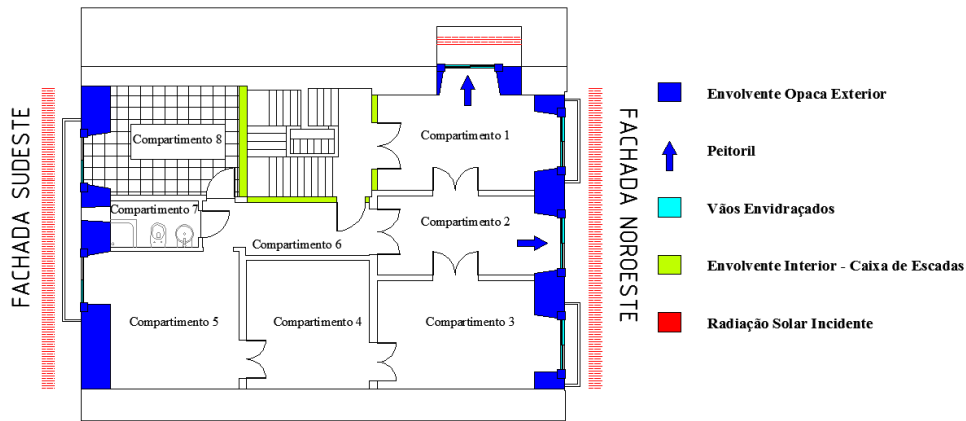 FACHADA SUDESTE
Compartimento 8
Compartimento 1
Compartimento 7
Compartimento 2
Compartimento 6
Compartimento 5
Compartimento 4
Compartimento 3
FACHADA NOROESTE
Envolvente Opaca Exterior
Peitoril
Vãos Envidraçados
Envolvente Interior - Caixa de Escadas
Radiação Solar Incidente